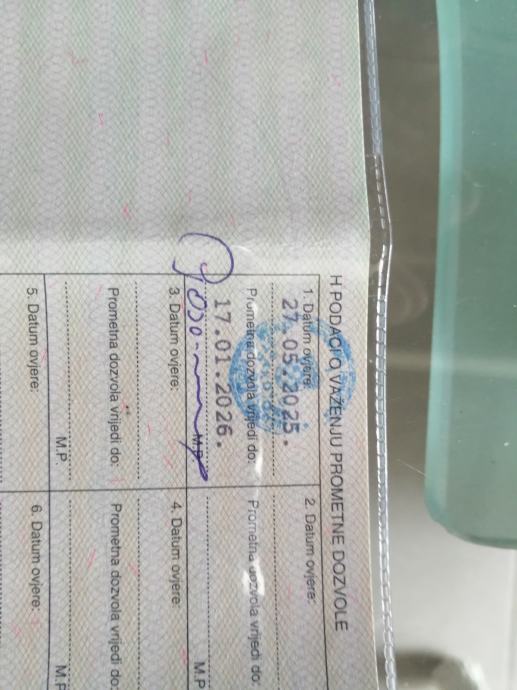 H PODACI O VAŽENJU PROMETNE DOZVOLE
1. Datum ovjere:
27.05.2025.
Prometna dozvola vrijedi do:
17.01.2026.
M.P.
2. Datum ovjere:
Prometna dozvola vrijedi do:
M.P.
3. Datum ovjere:
Prometna dozvola vrijedi do:
M.P.
4. Datum ovjere:
Prometna dozvola vrijedi do:
M.P.
5. Datum ovjere:
6. Datum ovjere: